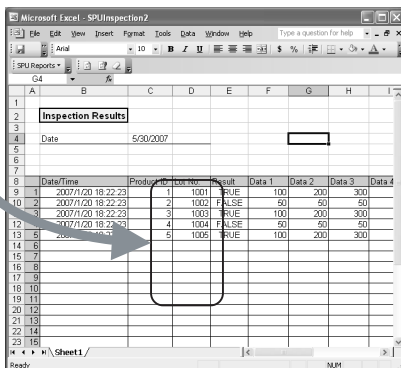 Microsoft Excel - SPUInspection2
File Edit View Insert Format Tools Data Window Help Type a question for help
Arial 10 B I U $ %
SPU Reports
G4 fx
A B C D E F G H I
1
2 Inspection Results
3
4 Date 5/30/2007
5
6
7
8 Date/Time Product ID Lot No. Result Data 1 Data 2 Data 3 Data 4
9 1 2007/1/20 18:22:23 1 1001 TRUE 100 200 300
10 2 2007/1/20 18:22:23 2 1002 FALSE 50 50 50
3 2007/1/20 18:22:23 3 1003 TRUE 100 200 300
12 2007/1/20 18:22:23 4 1004 FALSE 50 50 50
13 5 5 1005 TRUE 100 200 300
14 6
15 7
16 8
17 9
18 10
19 11
20 12
21 13
22 14
23 15
Sheet1
Ready NUM